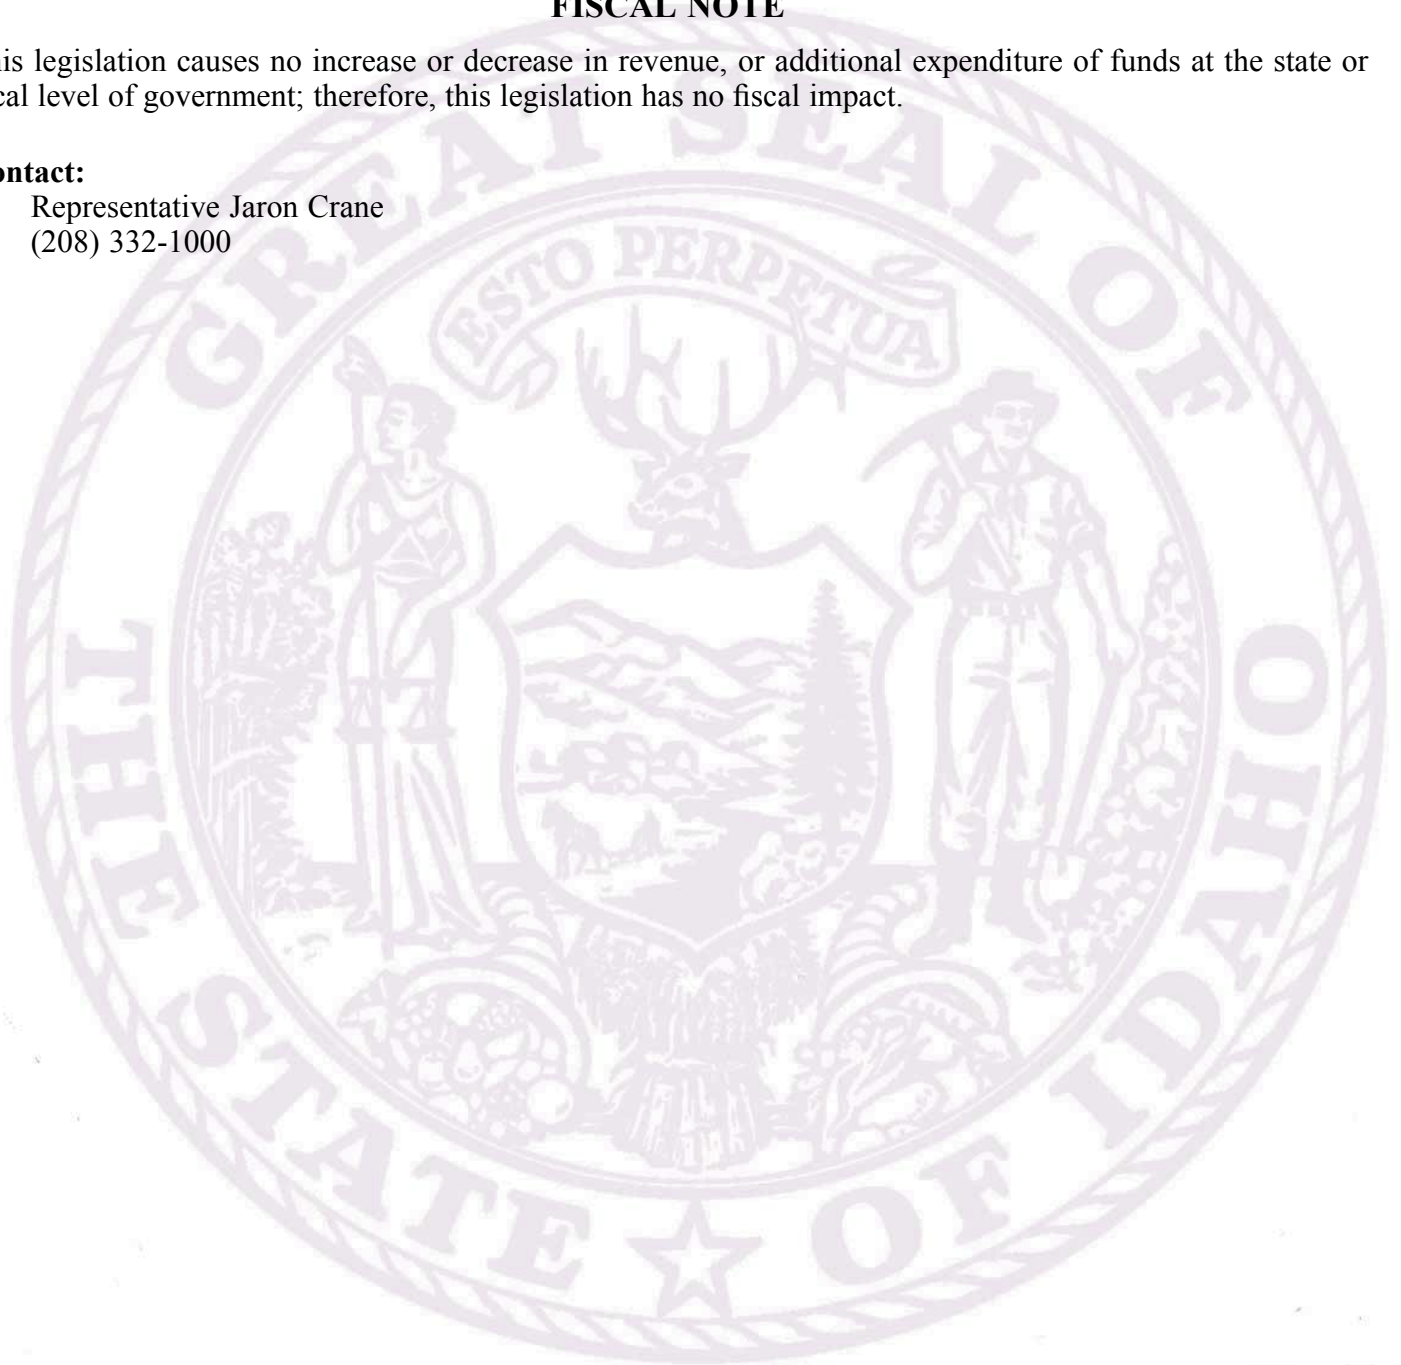 FISCAL NOTE
is legislation causes no increase or decrease in revenue, or additional expenditure of funds at the state or
cal level of government; therefore, this legislation has no fiscal impact.
ontact:
Representative Jaron Crane
(208) 332-1000
GREAT SEAL OF
ESTO PERPETUA
THE STATE OF IDAHO